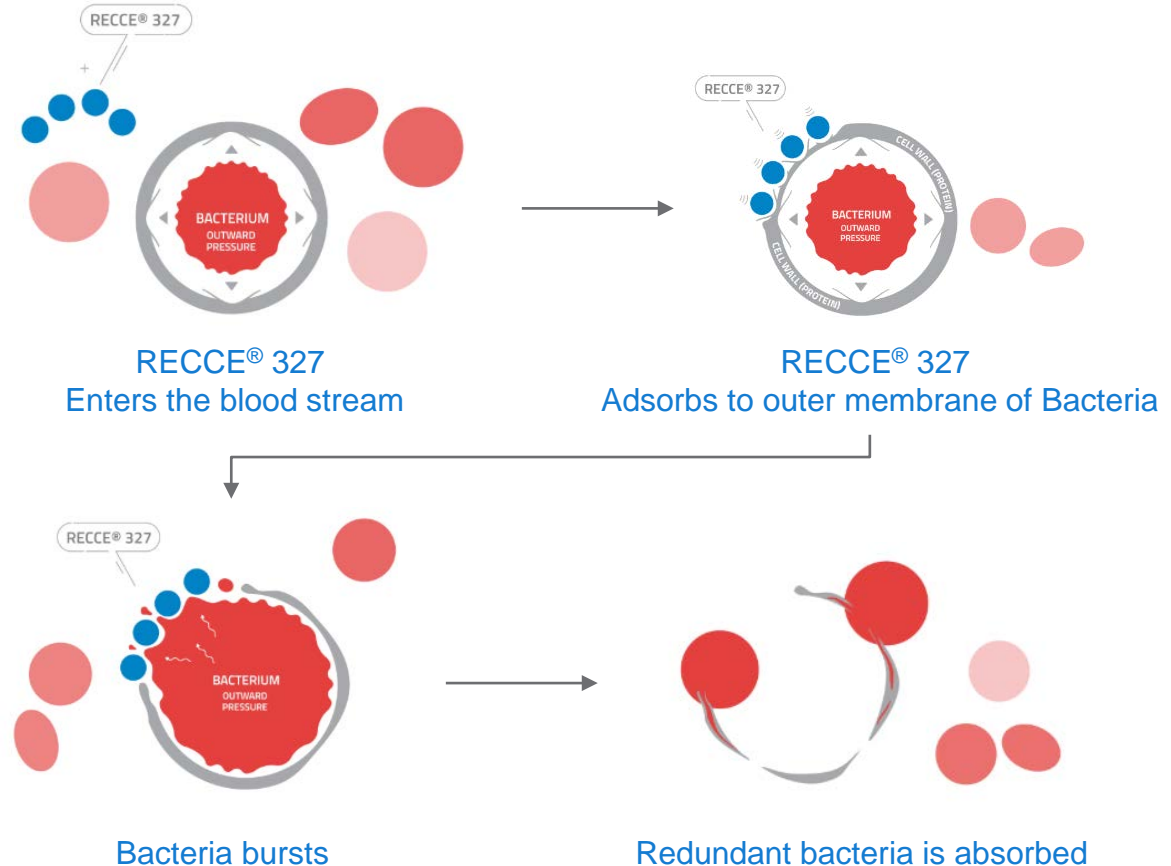 RECCE® 327
BACTERIUM
OUTWARD
PRESSURE
RECCE® 327
Enters the blood stream
RECCE® 327
CELL WALL (PROTEIN)
BACTERIUM
OUTWARD
PRESSURE
CELL WALL (PROTEIN)
RECCE® 327
Adsorbs to outer membrane of Bacteria
RECCE® 327
BACTERIUM
OUTWARD
PRESSURE
Bacteria bursts
Redundant bacteria is absorbed